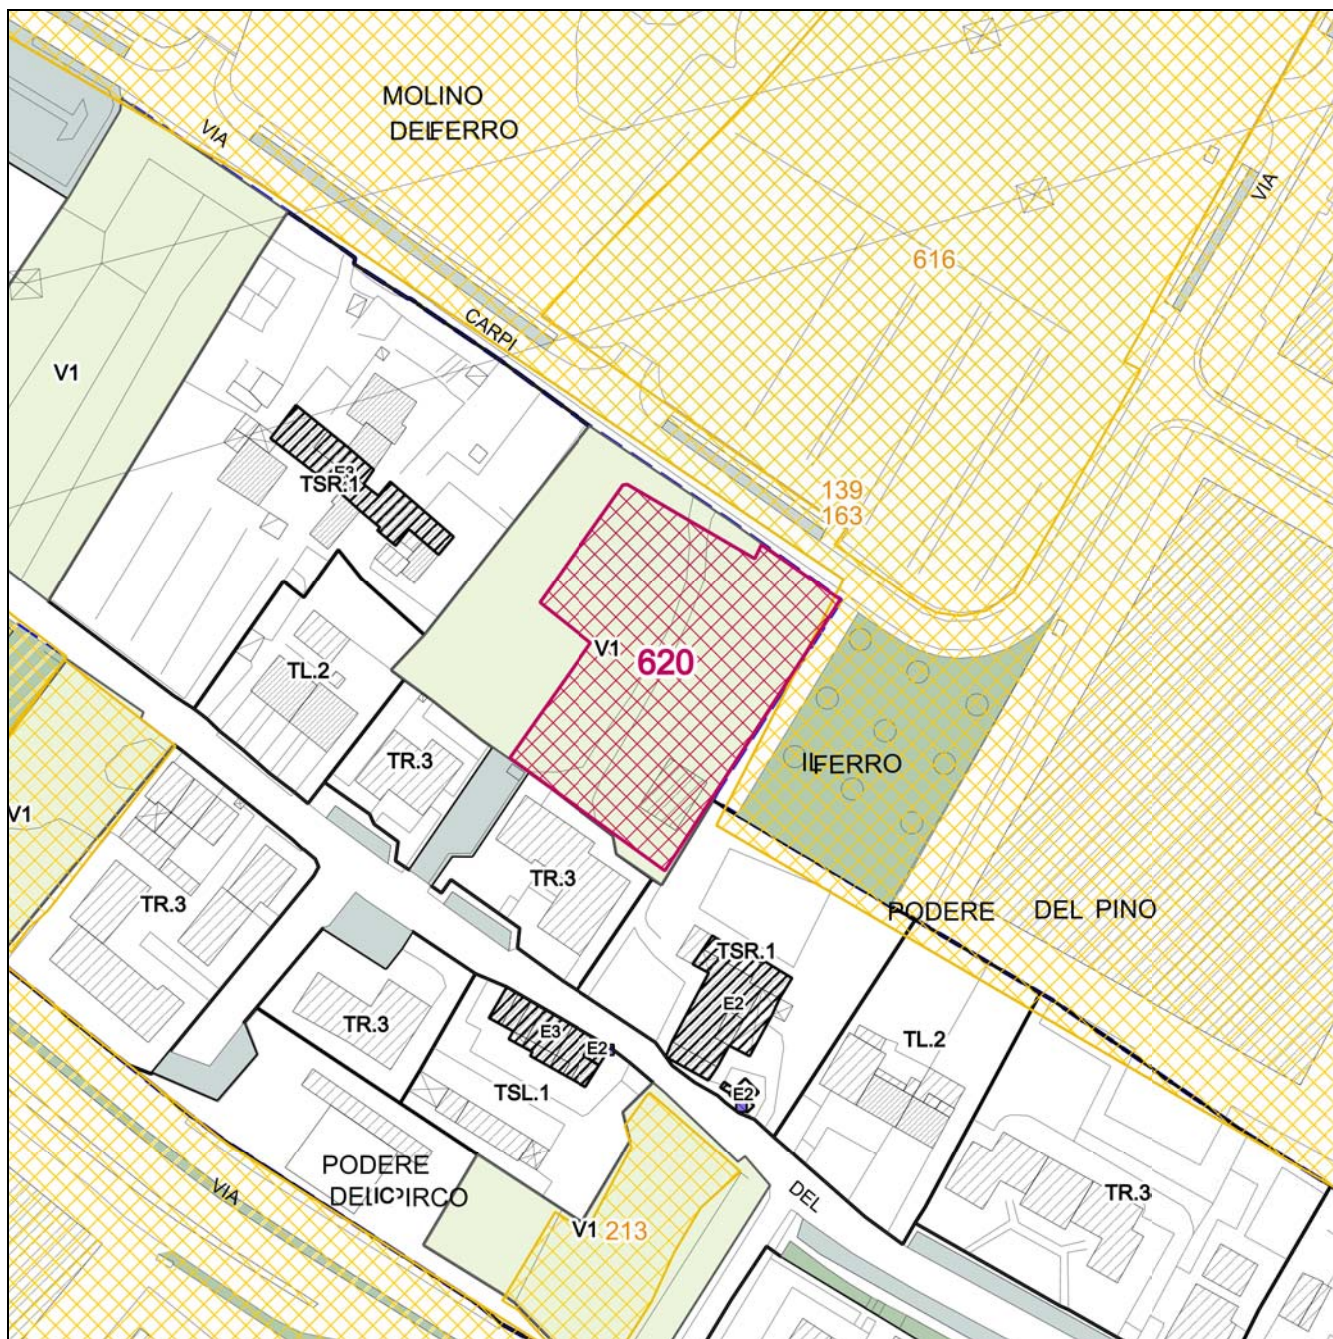 MOLINO
DELFERRO
VIA
VIA
616
CARPI
V1
E3
TSR.1
139
163
V1
620
TL.2
TR.3
ILFERRO
V1
TR.3
TR.3
PODERE DEL PINO
TSR.1
E2
TR.3
E3
E2
TL.2
TSL.1
E2
PODERE
VIA
DEL
TR.3
V1 213